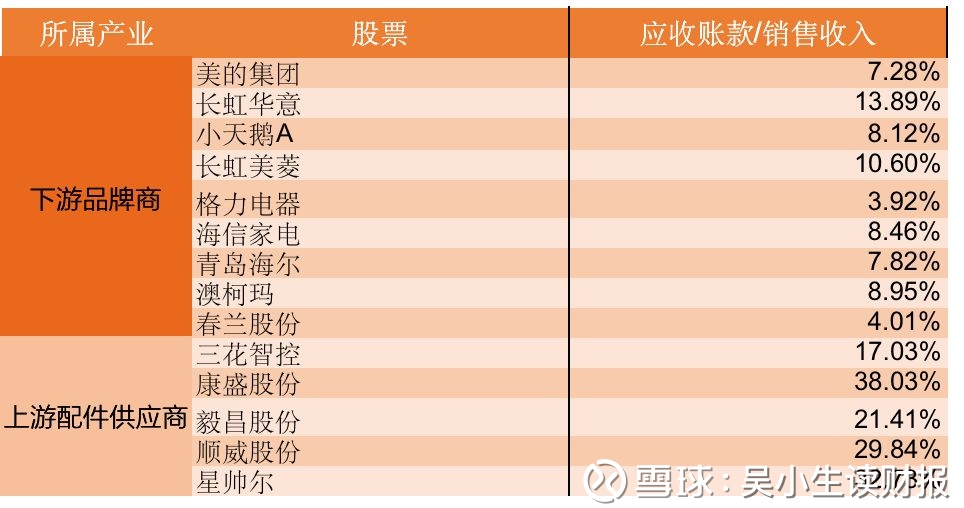 所属产业 股票 应收账款/销售收入
下游品牌商
美的集团 7.28%
长虹华意 13.89%
小天鹅A 8.12%
长虹美菱 10.60%
格力电器 3.92%
海信家电 8.46%
青岛海尔 7.82%
澳柯玛 8.95%
春兰股份 4.01%
上游配件供应商
三花智控 17.03%
康盛股份 38.03%
毅昌股份 21.41%
顺威股份 29.84%
星帅尔
雪球：吴小生读财报